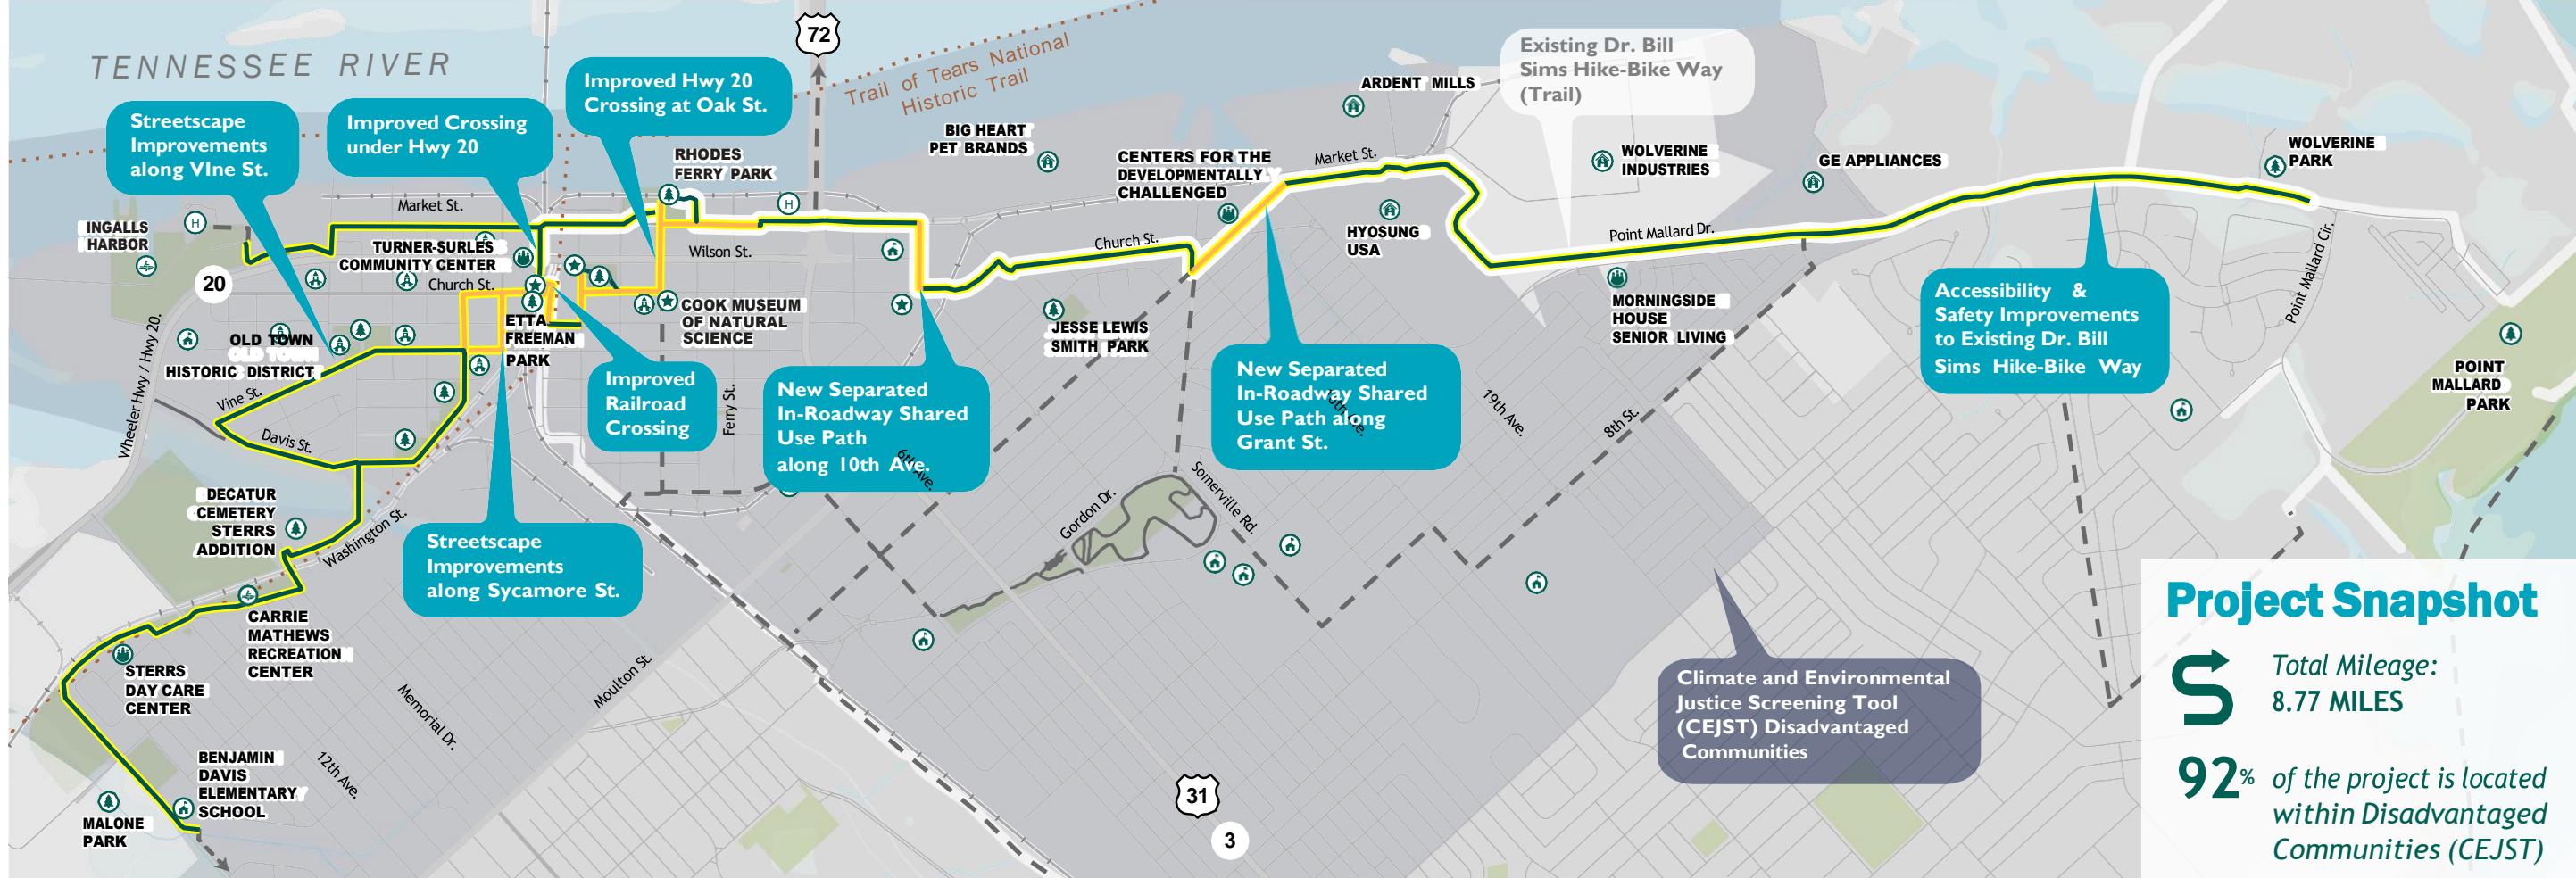 TENNESSEE RIVER
72
Trail of Tears National
Historic Trail
Streetscape
Improvements
along VIne St.
Improved Crossing
under Hwy 20
Improved Hwy 20
Crossing at Oak St.
Existing Dr. Bill
Sims Hike-Bike Way
(Trail)
ARDENT MILLS
BIG HEART
PET BRANDS
RHODES
FERRY PARK
CENTERS FOR THE
DEVELOPMENTALLY
CHALLENGED
Market St.
WOLVERINE
INDUSTRIES
GE APPLIANCES
WOLVERINE
PARK
Market St.
H
H
INGALLS
HARBOR
TURNER-SURLES
COMMUNITY CENTER
Wilson St.
Church St.
HYOSUNG
USA
Point Mallard Dr.
Point Mallard Cir.
20
Church St.
COOK MUSEUM
OF NATURAL
SCIENCE
ETTA
FREEMAN
PARK
JESSE LEWIS
SMITH PARK
MORNINGSIDE
HOUSE
SENIOR LIVING
Accessibility &
Safety Improvements
to Existing Dr. Bill
Sims Hike-Bike Way
Wheeler Hwy / Hwy 20.
OLD TOWN
OLD TOWN
HISTORIC DISTRICT
Vine St.
Davis St.
Improved
Railroad
Crossing
Ferry St.
New Separated
In-Roadway Shared
Use Path
along 10th Ave.
6th Ave.
New Separated
In-Roadway Shared
Use Path along
Grant St.
19th Ave.
8th St.
POINT
MALLARD
PARK
DECATUR
CEMETERY
STERRS
ADDITION
Washington St.
Streetscape
Improvements
along Sycamore St.
Gordon Dr.
Somerville Rd.
CARRIE
MATHEWS
RECREATION
CENTER
STERRS
DAY CARE
CENTER
Memorial Dr.
Moulton St.
12th Ave.
BENJAMIN
DAVIS
ELEMENTARY
SCHOOL
MALONE
PARK
31
3
Climate and Environmental
Justice Screening Tool
(CEJST) Disadvantaged
Communities
Project Snapshot
Total Mileage:
8.77 MILES
92% of the project is located
within Disadvantaged
Communities (CEJST)